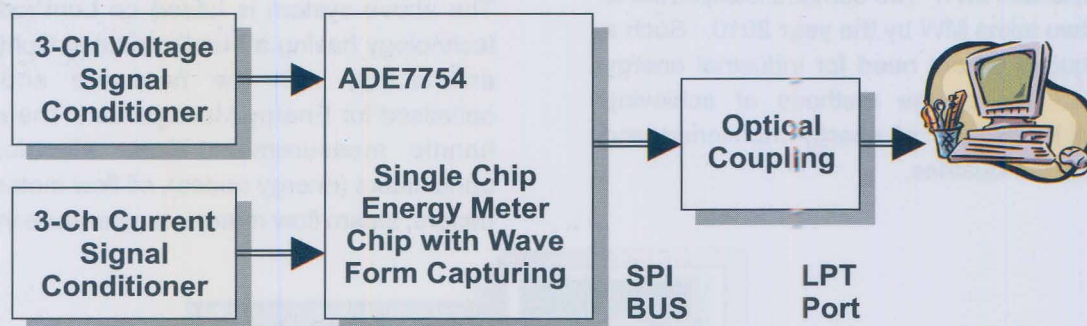 3-Ch Voltage
Signal
Conditioner
ADE7754
3-Ch Current
Signal
Conditioner
Single Chip
Energy Meter
Chip with Wave
Form Capturing
SPI
BUS
Optical
Coupling
LPT
Port